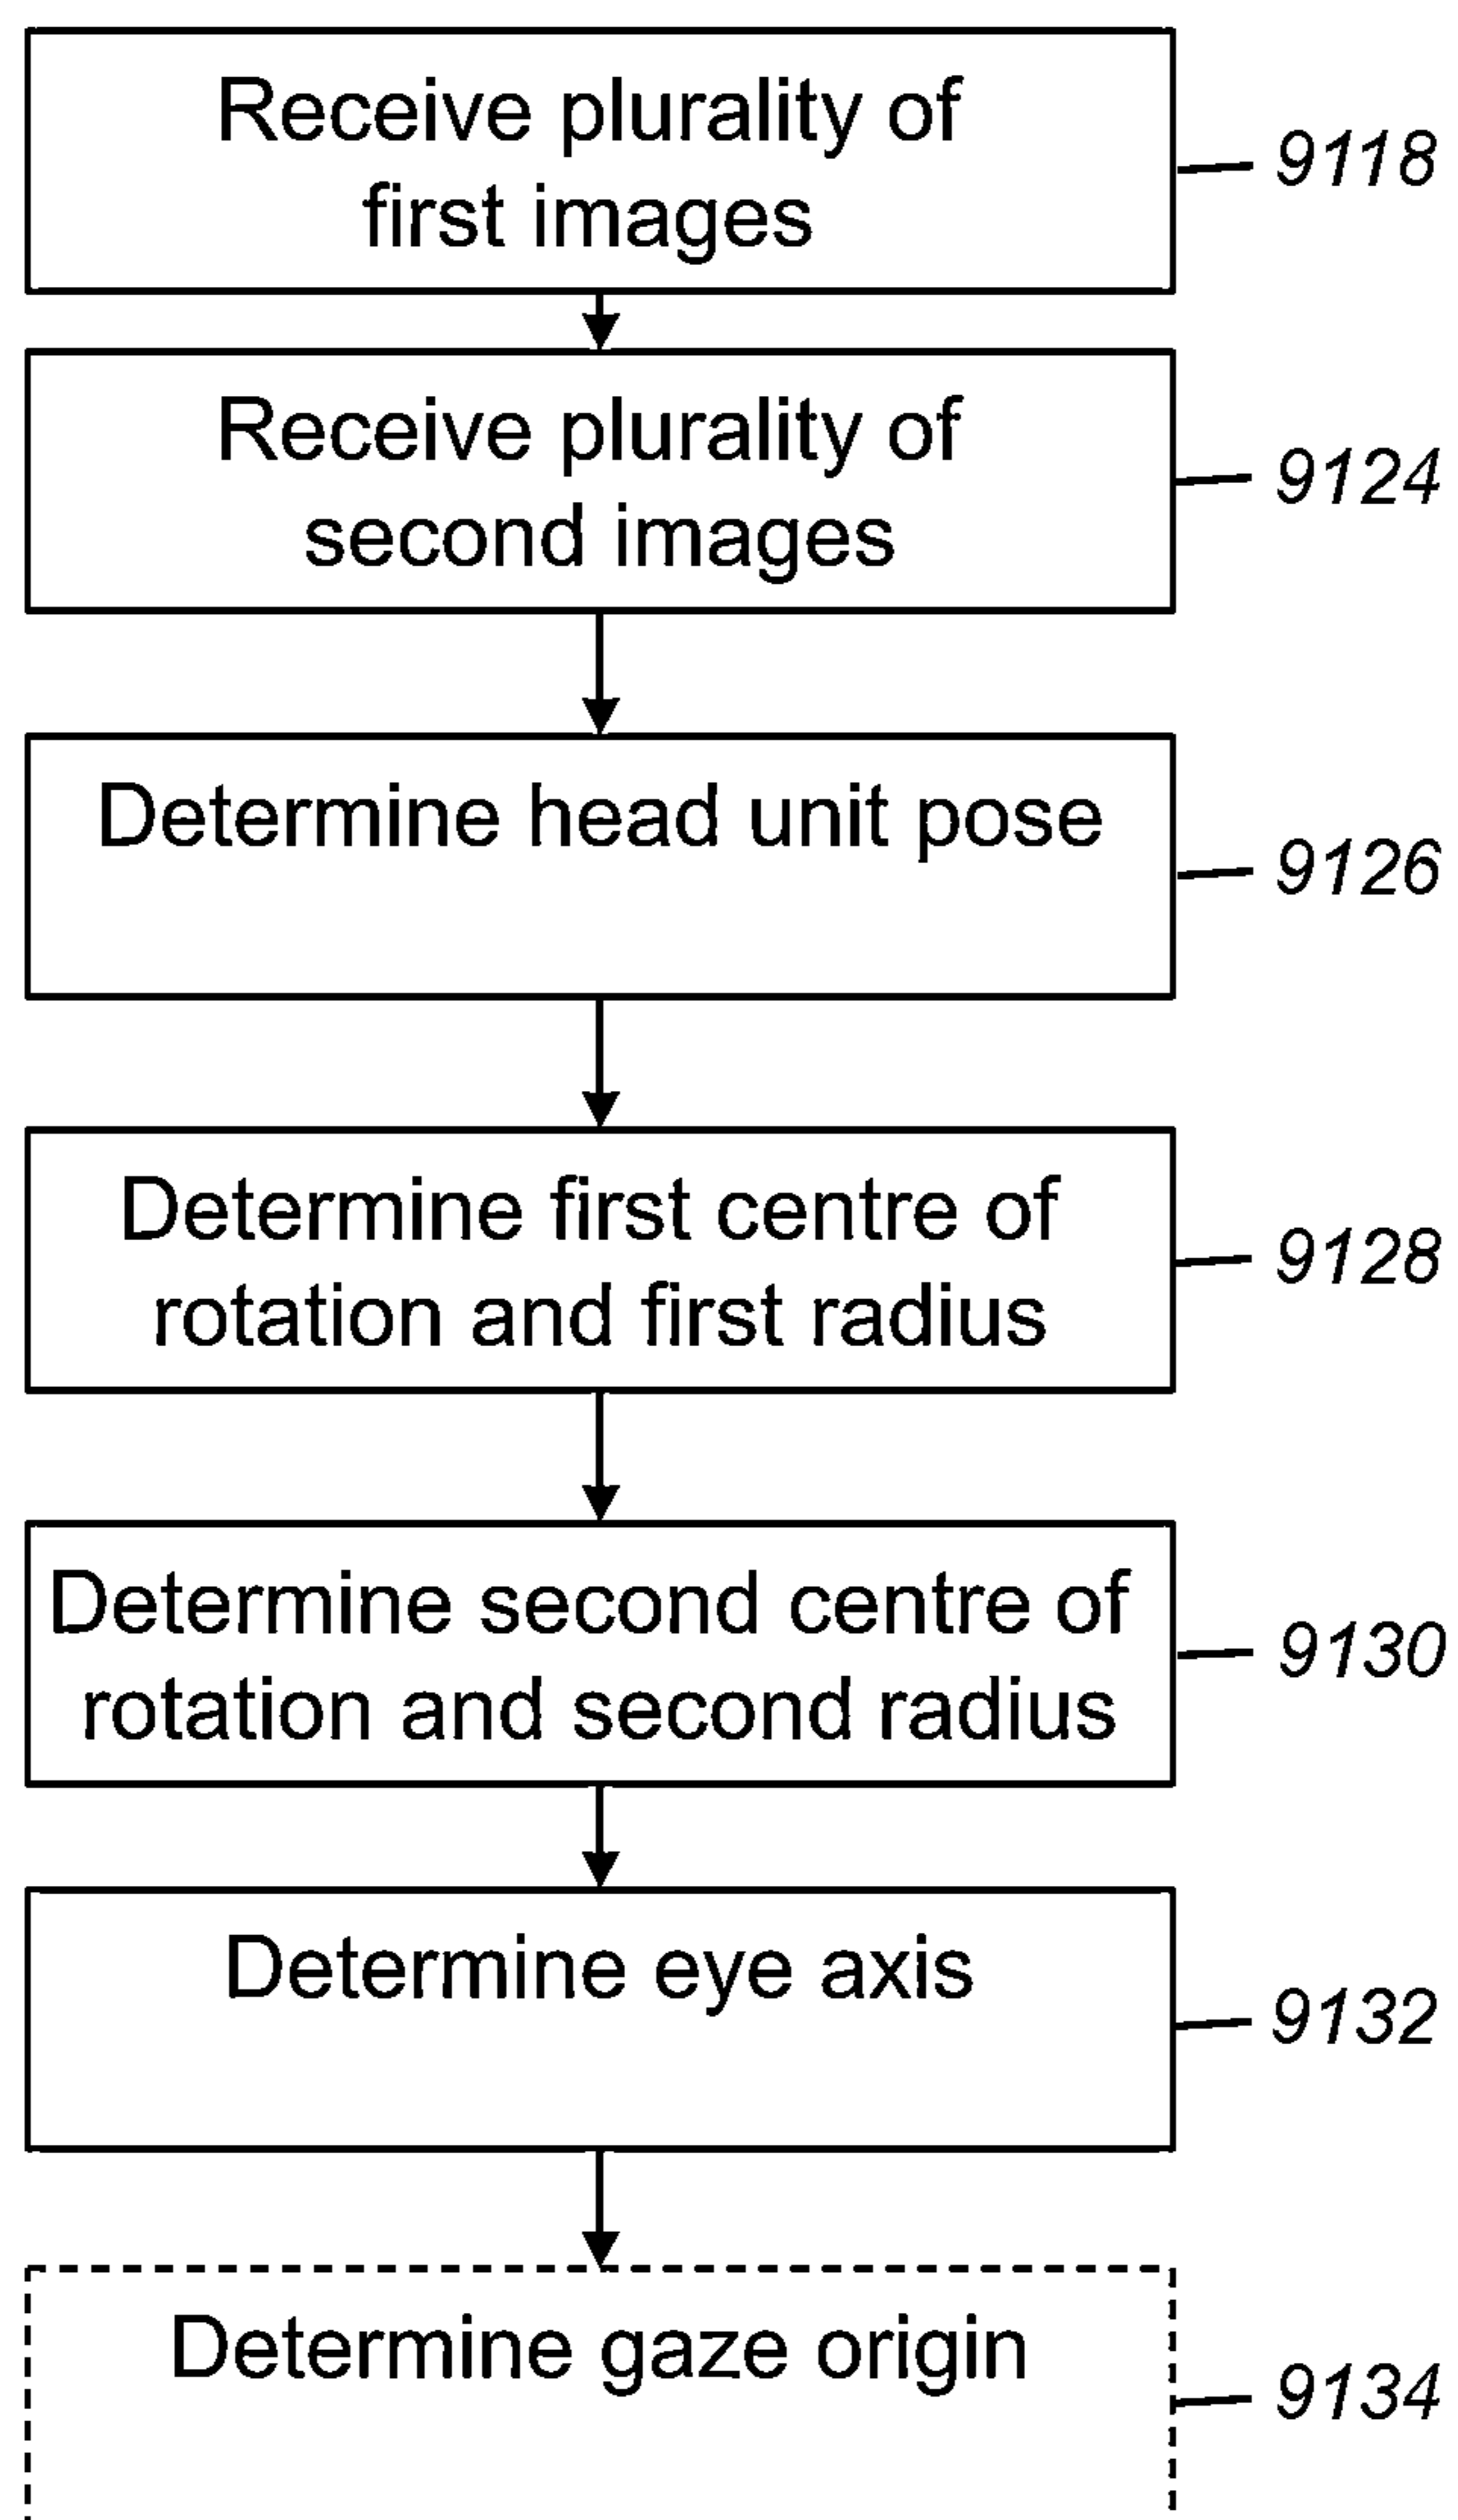 Receive plurality of
first images
9118
Receive plurality of
second images
9124
Determine head unit pose
9126
Determine first centre of
rotation and first radius
9128
Determine second centre of
rotation and second radius
9130
Determine eye axis
9132
Determine gaze origin
9134